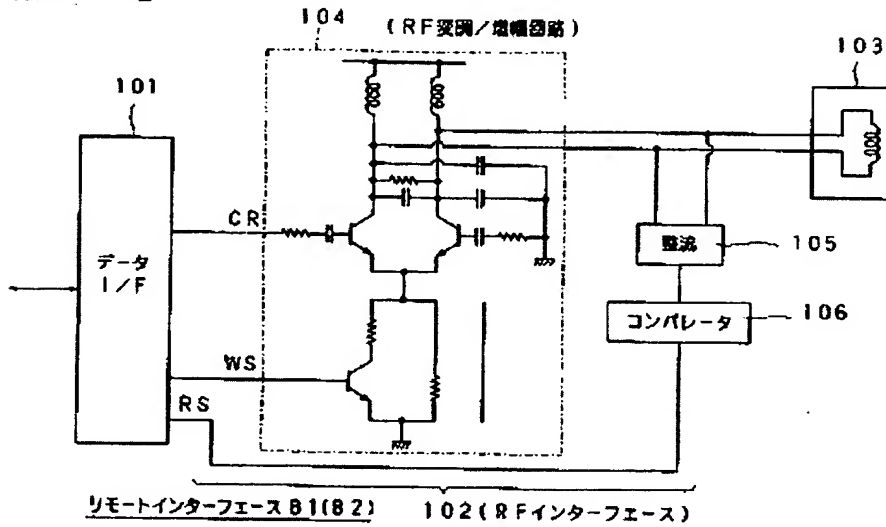 104
(RF変調/増幅回路)
103
101
CR
データ
I/F
整流
105
コンパレータ
106
WS
RS
リモートインターフェースB1(B2)
102(RFインターフェース)